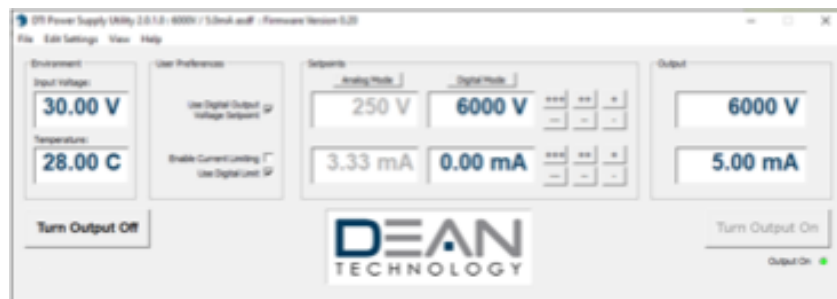 DTI Power Supply Utility 2.0.1.0 : 6000V / 5.0mA asdf : Firmware Version 0.20
File Edit Settings View Help
Environment
User Preferences
Setpoints
Output
Input Voltage:
Analog Mode
Digital Mode
30.00 V
Use Digital Output
Voltage Setpoint
250 V
6000 V
+++ ++ +
--- -- -
6000 V
Temperature:
28.00 C
Enable Current Limiting
Use Digital Limit
3.33 mA
0.00 mA
+++ ++ +
--- -- -
5.00 mA
Turn Output Off
DEAN
TECHNOLOGY
Turn Output On
Output On